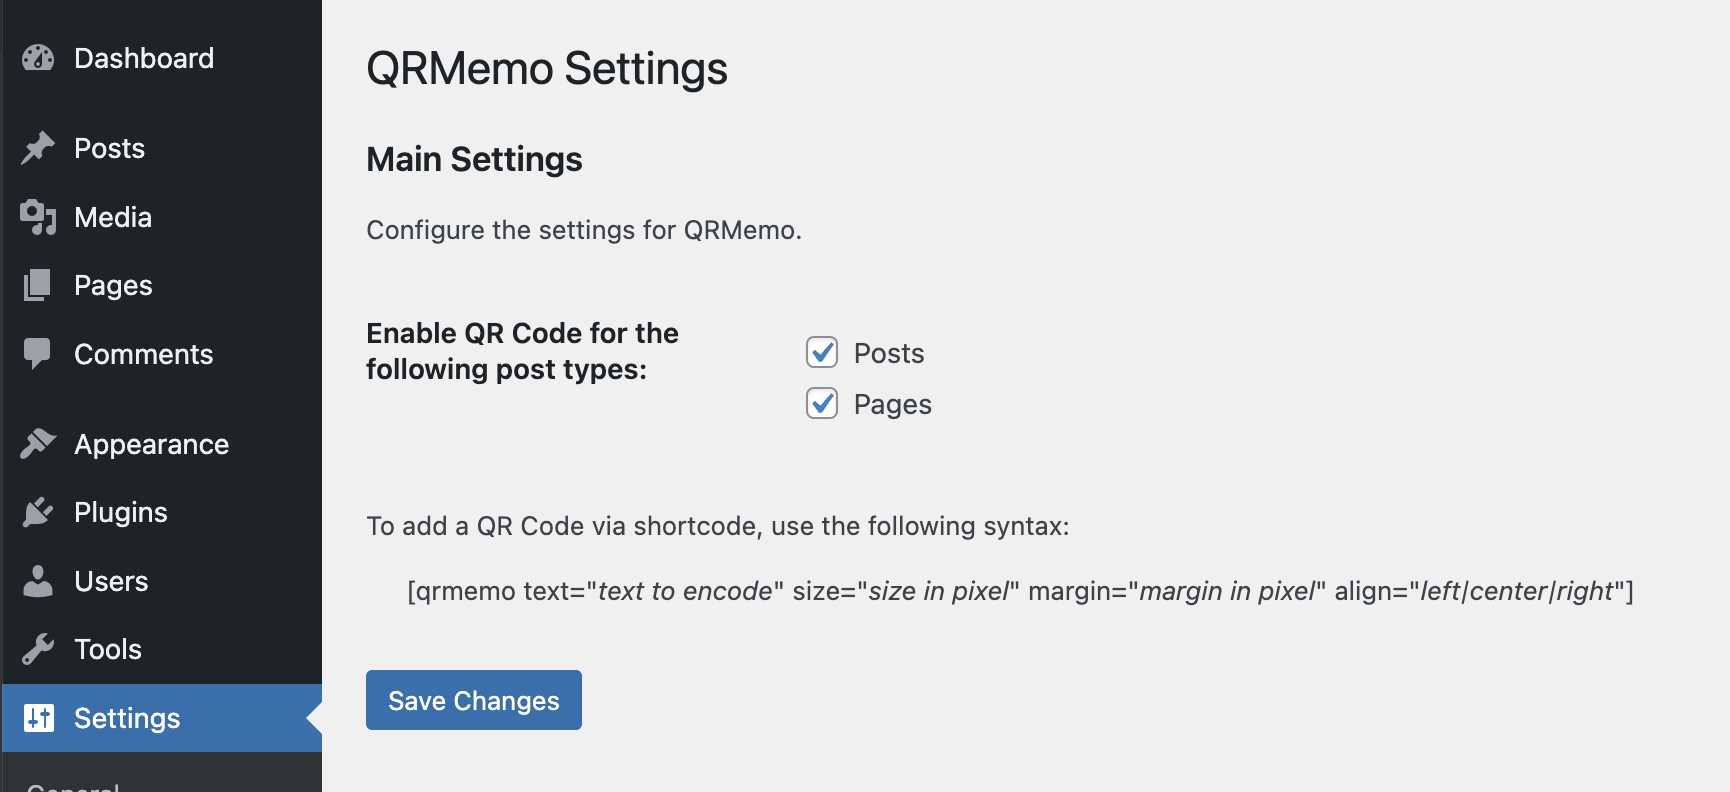 Dashboard
Posts
Media
Pages
Comments
Appearance
Plugins
Users
Tools
Settings
General
QRMemo Settings
Main Settings
Configure the settings for QRMemo.
Enable QR Code for the
following post types:
Posts
Pages
To add a QR Code via shortcode, use the following syntax:
[qrmemo text="text to encode" size="size in pixel" margin="margin in pixel" align="left|center|right"]
Save Changes